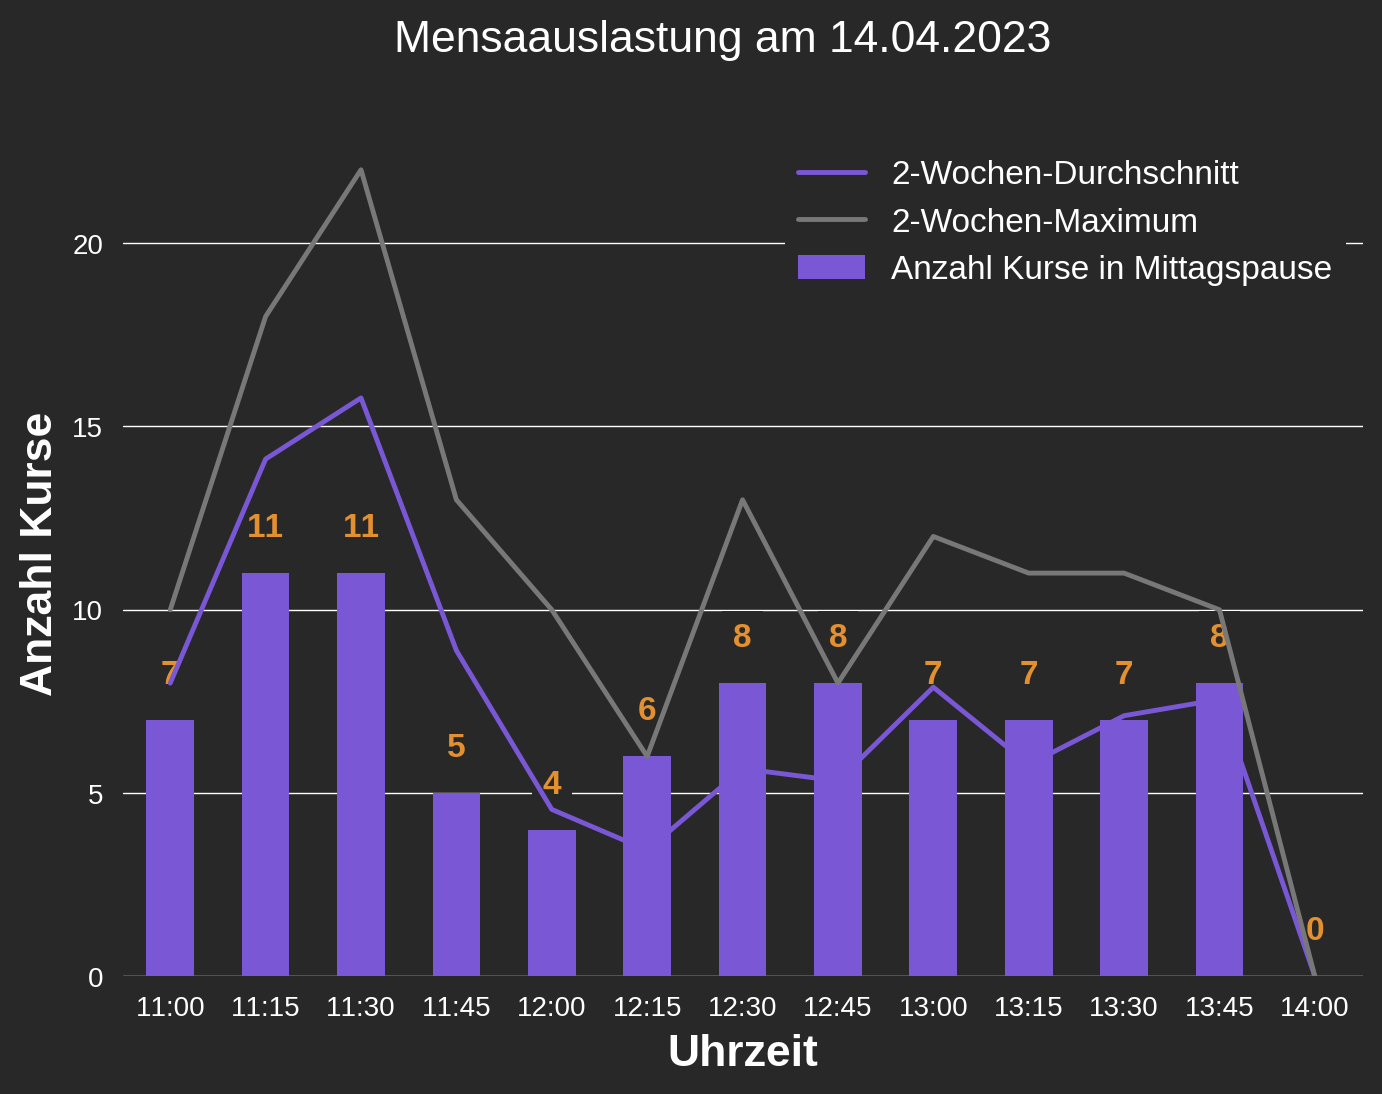 Mensaauslastung am 14.04.2023
2-Wochen-Durchschnitt
2-Wochen-Maximum
Anzahl Kurse in Mittagspause
Anzahl Kurse
20
15
10
5
0
7
11
11
5
4
6
8
8
7
7
7
8
0
11:00 11:15 11:30 11:45 12:00 12:15 12:30 12:45 13:00 13:15 13:30 13:45 14:00
Uhrzeit